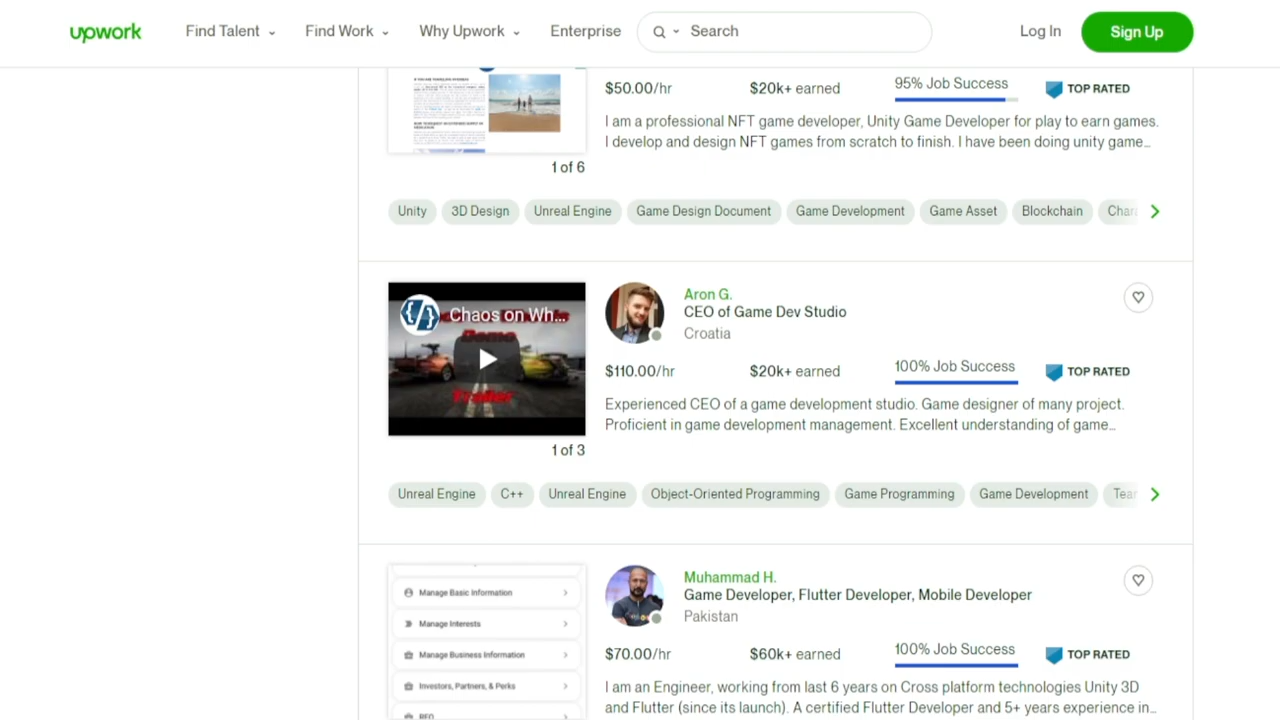 upwork Find Talent Find Work Why Upwork Enterprise Search Log In Sign Up
$50.00/hr $20k+ earned 95% Job Success TOP RATED
I am a professional NFT game developer, Unity Game Developer for play to earn games.
I develop and design NFT games from scratch to finish. I have been doing unity game...
1 of 6
Unity 3D Design Unreal Engine Game Design Document Game Development Game Asset Blockchain
Chaos on Wh...
Demo
Trailer
1 of 3
Aron G.
CEO of Game Dev Studio
Croatia
$110.00/hr $20k+ earned 100% Job Success TOP RATED
Experienced CEO of a game development studio. Game designer of many project.
Proficient in game development management. Excellent understanding of game...
Unreal Engine C++ Unreal Engine Object-Oriented Programming Game Programming Game Development
Manage Basic Information
Manage Interests
Manage Business Information
Investors, Partners, & Perks
Muhammad H.
Game Developer, Flutter Developer, Mobile Developer
Pakistan
$70.00/hr $60k+ earned 100% Job Success TOP RATED
I am an Engineer, working from last 6 years on Cross platform technologies Unity 3D
and Flutter (since its launch). A certified Flutter Developer and 5+ years experience in...